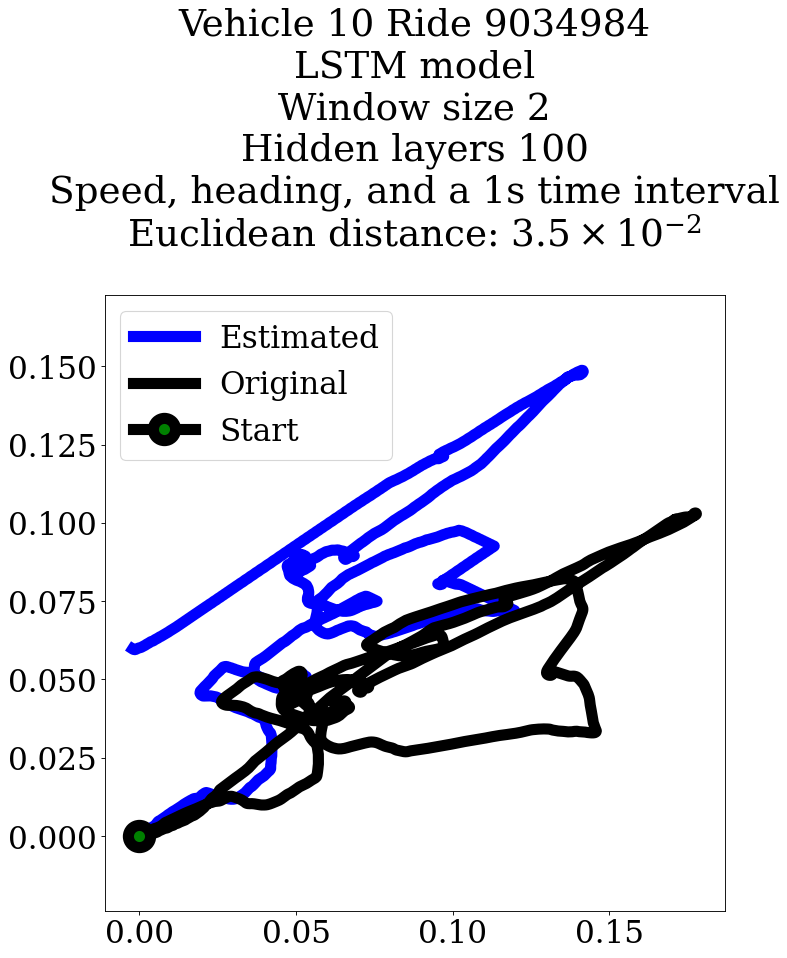 Vehicle 10 Ride 9034984
LSTM model
Window size 2
Hidden layers 100
Speed, heading, and a 1s time interval
Euclidean distance: 3.5 × 10⁻²
Estimated
Original
Start
0.150
0.125
0.100
0.075
0.050
0.025
0.000
0.00 0.05 0.10 0.15